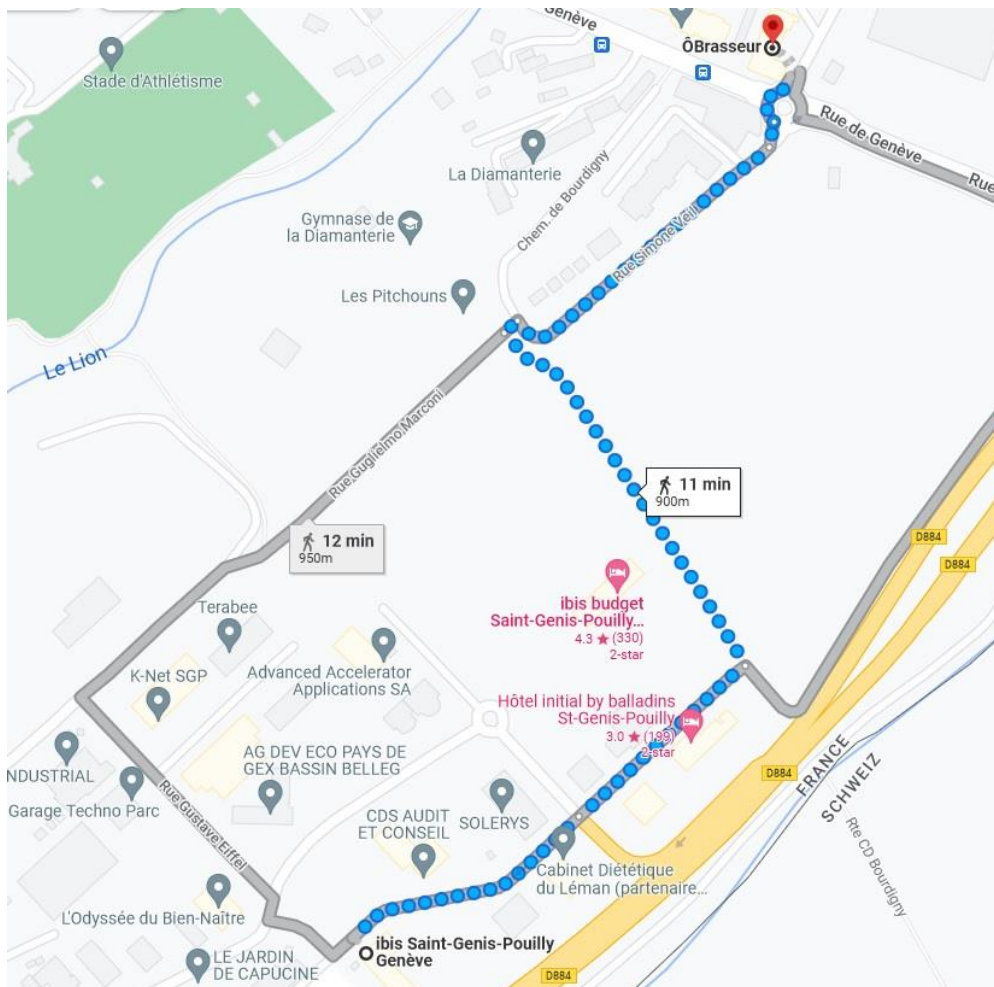 Genève
ÔBrasseur
Stade d'Athlétisme
Rue de Genève
Rue
La Diamanterie
Chem. de Bourdigny
Gymnase de
la Diamanterie
Rue Simone Veil
Les Pitchouns
Le Lion
Rue Guglielmo Marconi
11 min
900m
12 min
950m
D884
D884
ibis budget
Saint-Genis-Pouilly...
4.3 ★ (330)
2-star
Terabee
Advanced Accelerator
Applications SA
K-Net SGP
Hôtel initial by balladins
St-Genis-Pouilly
3.0 ★ (199)
2-star
NDUSTRIAL
AG DEV ECO PAYS DE
GEX BASSIN BELLEG
D884
FRANCE
SCHWEIZ
Garage Techno Parc
Rue Gustave Eiffel
CDS AUDIT
ET CONSEIL
SOLERYS
Rte CD Bourdigny
Cabinet Diététique
du Léman (partenaire...
L'Odyssée du Bien-Naître
ibis Saint-Genis-Pouilly
Genève
LE JARDIN
DE CAPUCINE
D884